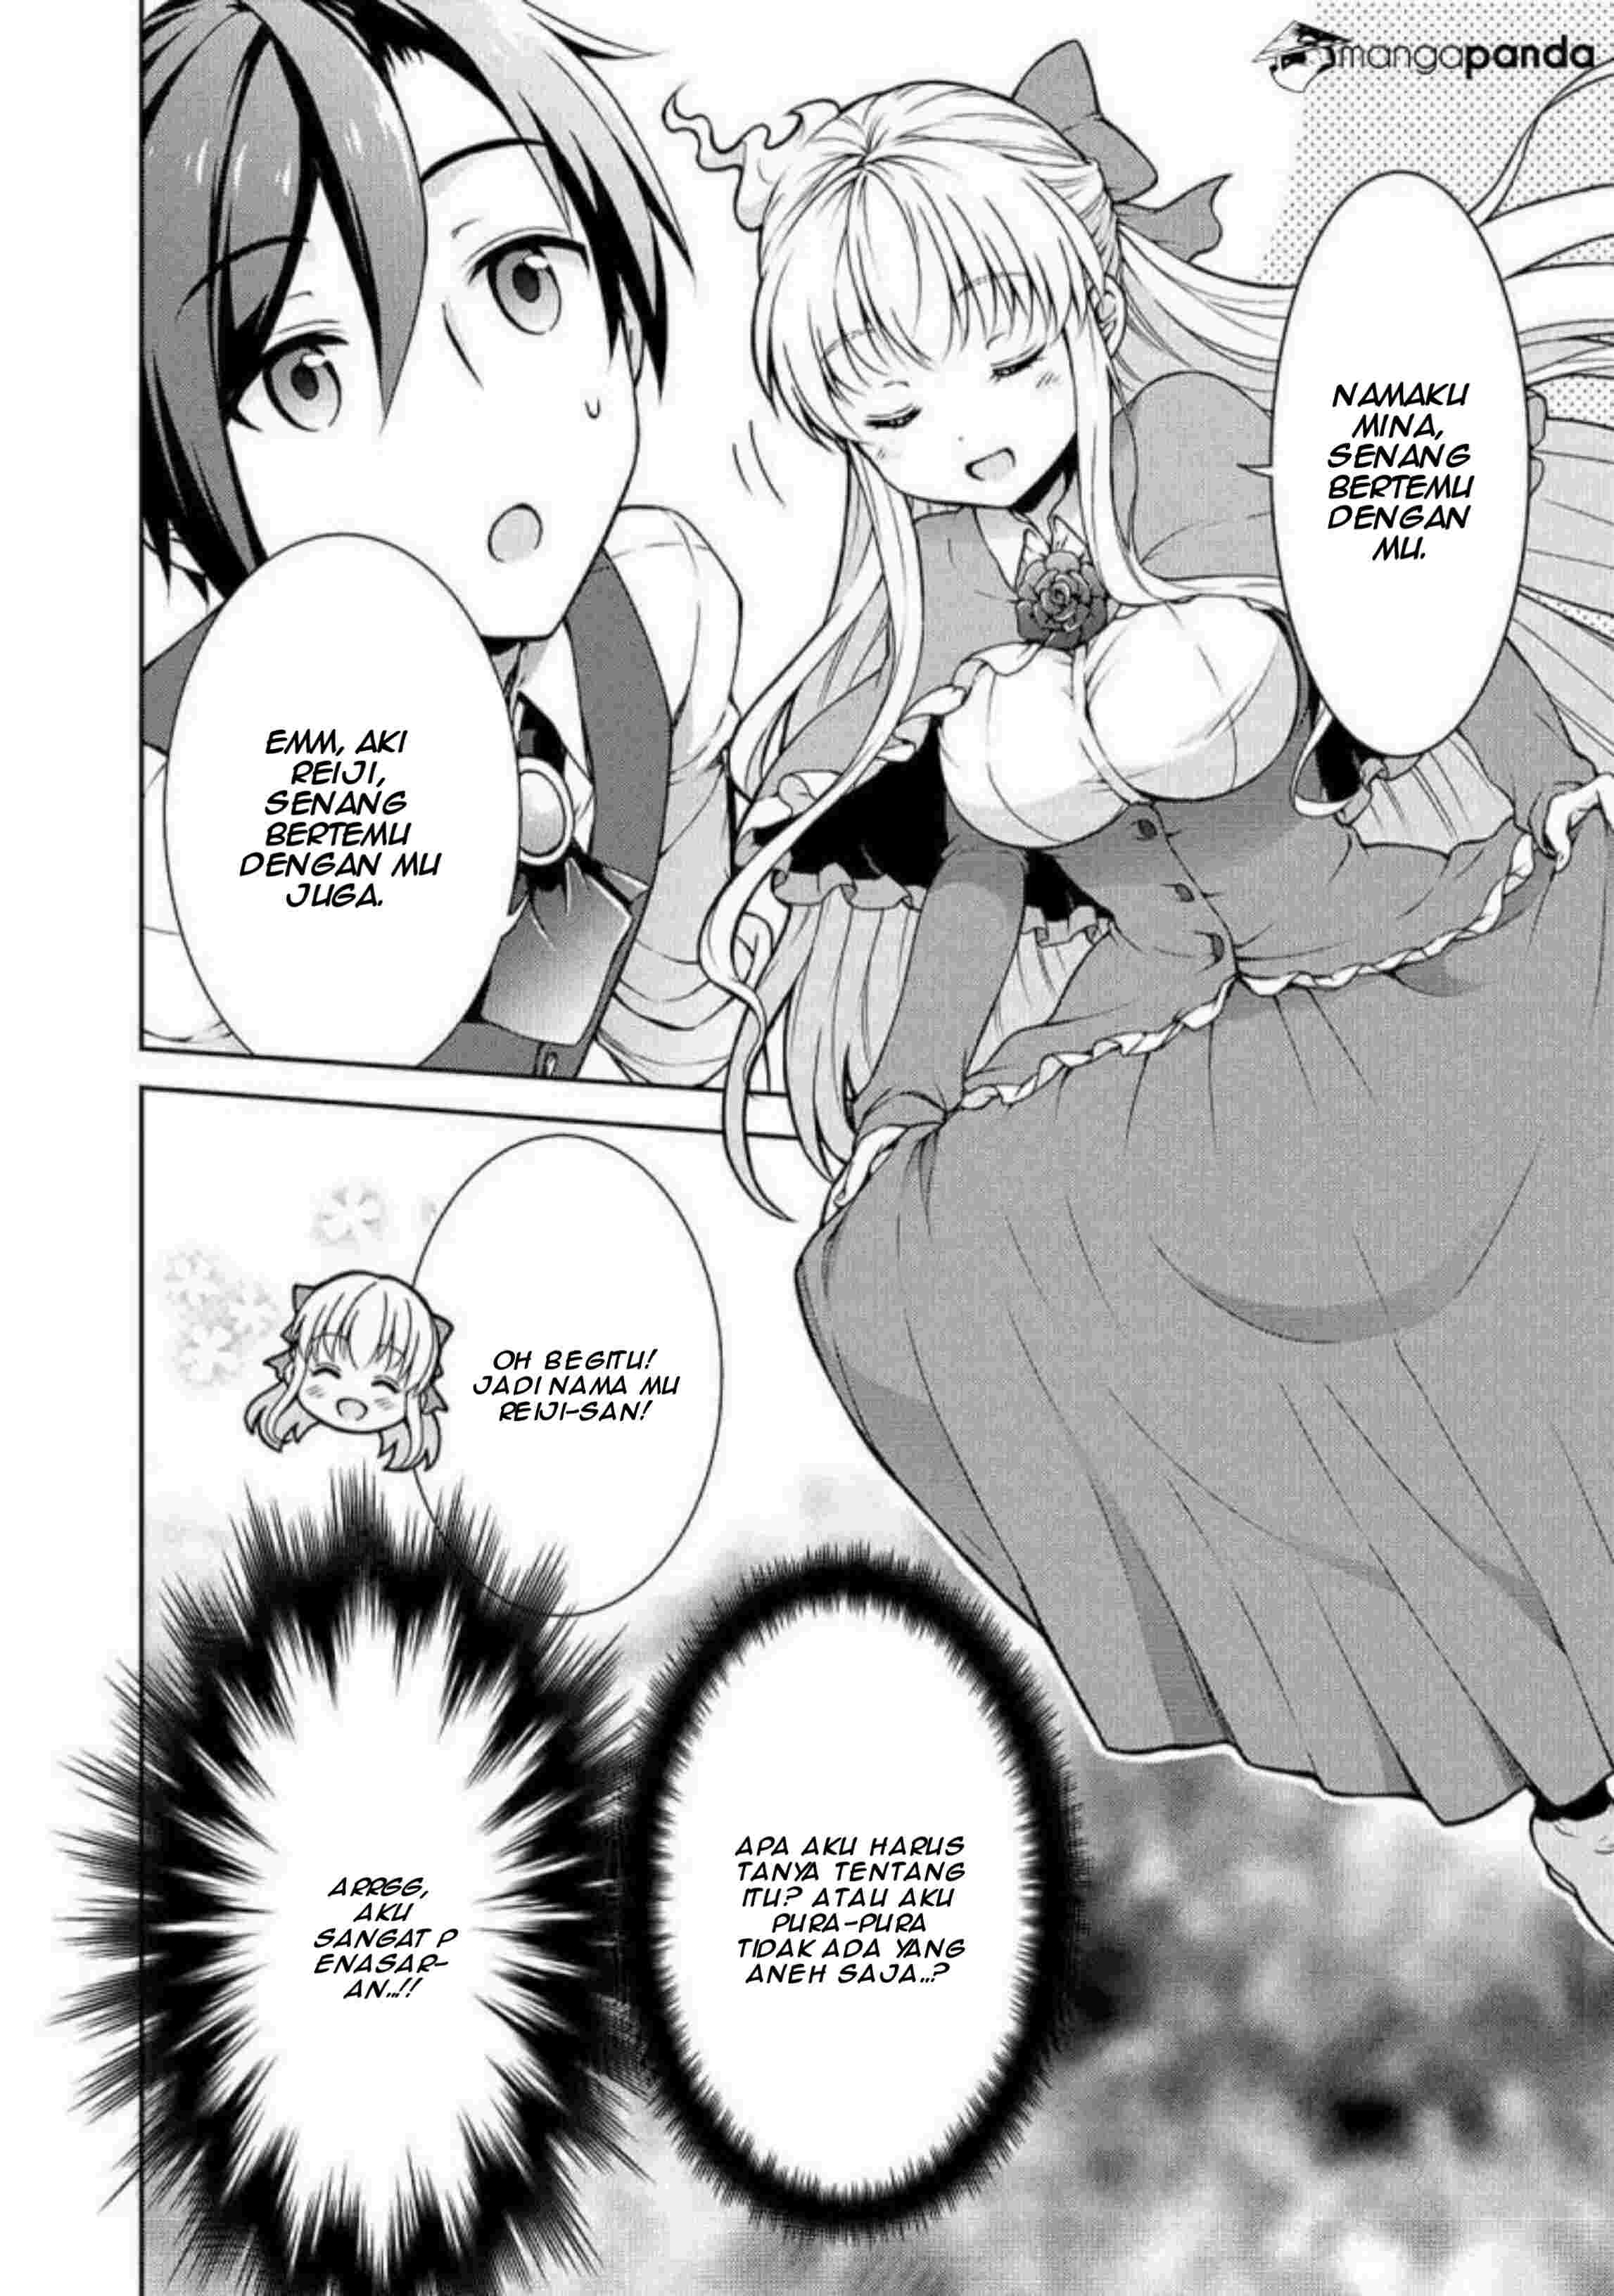 mangapanda
NAMAKU
MINA,
SENANG
BERTEMU
DENGAN
MU.
EMM, AKI
REIJI,
SENANG
BERTEMU
DENGAN MU
JUGA.
OH BEGITU!
JADI NAMA MU
REIJI-SAN!
APA AKU HARUS
TANYA TENTANG
ITU? ATAU AKU
PURA-PURA
TIDAK ADA YANG
ANEH SAJA..?
ARRGG,
AKU
SANGAT P
ENASAR-
AN..!!